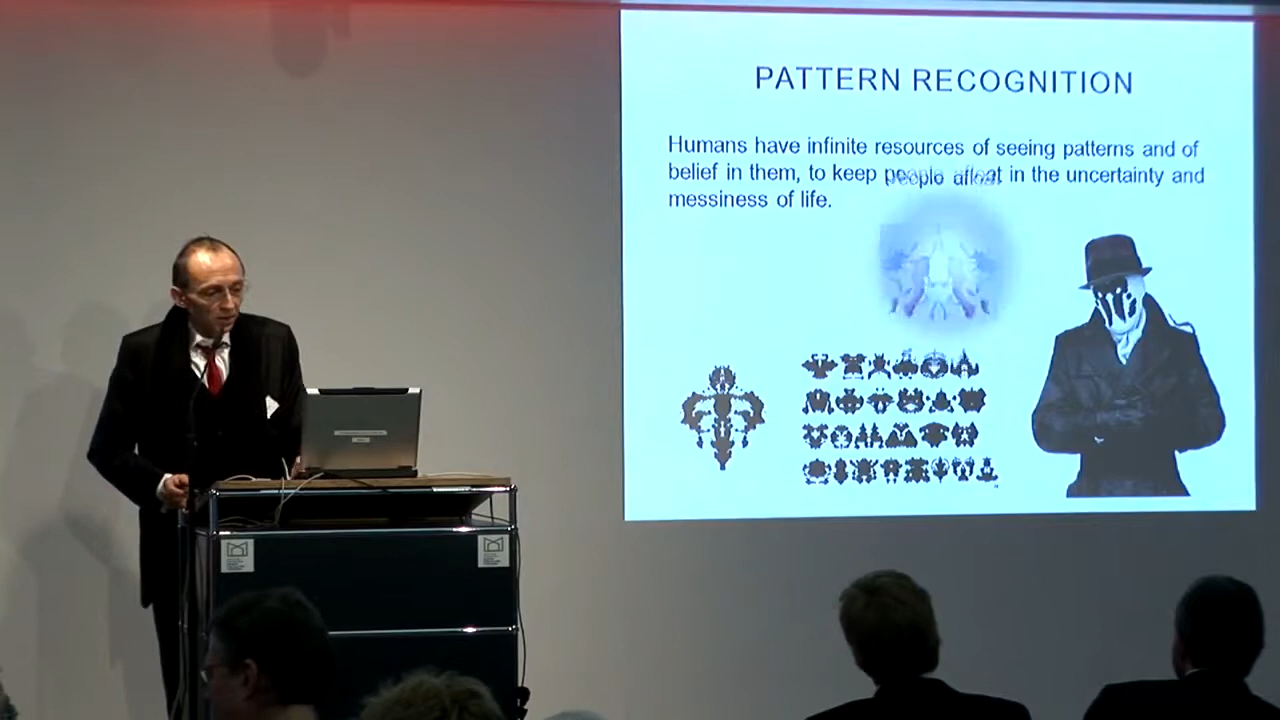 PATTERN RECOGNITION
Humans have infinite resources of seeing patterns and of
belief in them, to keep people afloat in the uncertainty and
messiness of life.